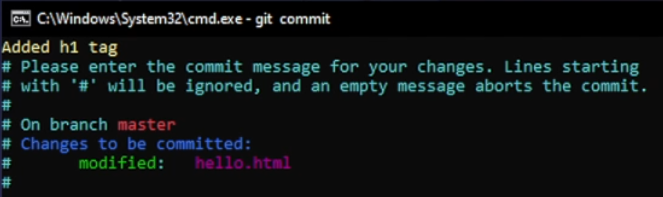 C:\Windows\System32\cmd.exe - git commit
Added h1 tag
# Please enter the commit message for your changes. Lines starting
# with '#' will be ignored, and an empty message aborts the commit.
#
# On branch master
# Changes to be committed:
#       modified:   hello.html
#